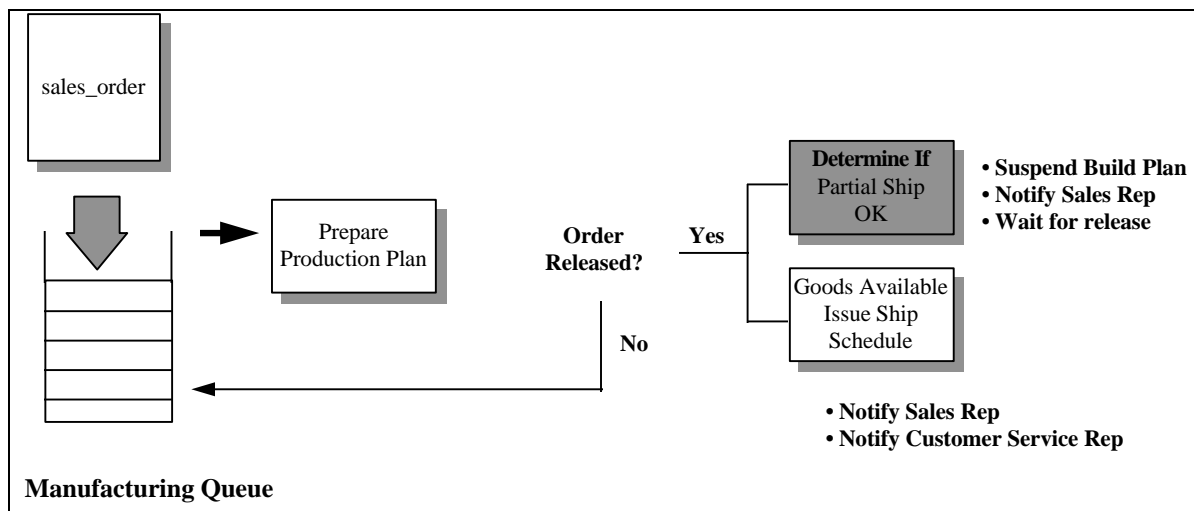 sales_order
Prepare
Production Plan
Order
Released?
Yes
No
Determine If
Partial Ship
OK
• Suspend Build Plan
• Notify Sales Rep
• Wait for release
Goods Available
Issue Ship
Schedule
• Notify Sales Rep
• Notify Customer Service Rep
Manufacturing Queue